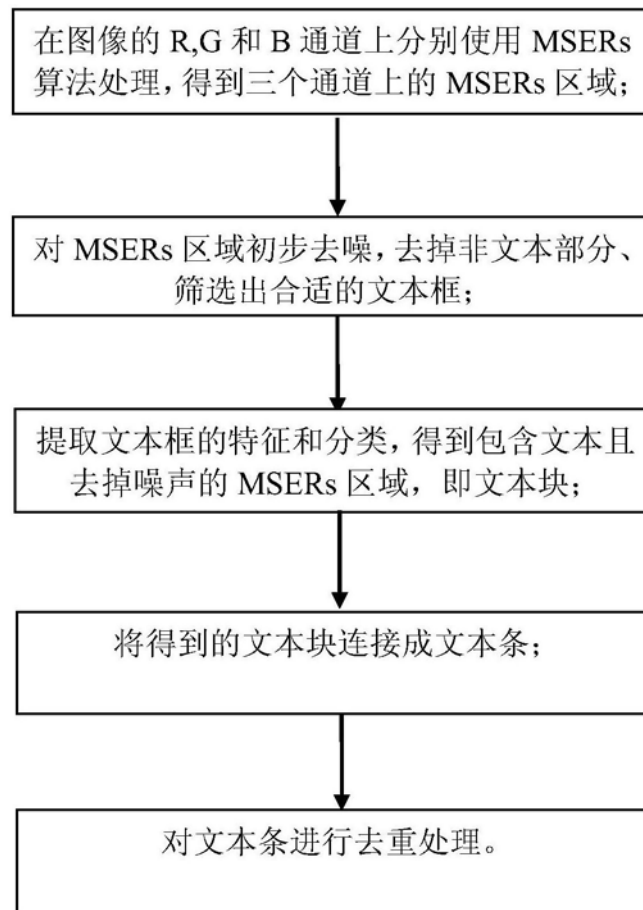 在图像的 R,G 和 B 通道上分别使用 MSERs
算法处理，得到三个通道上的 MSERs 区域；
对 MSERs 区域初步去噪，去掉非文本部分、
筛选出合适的文本框；
提取文本框的特征和分类，得到包含文本且
去掉噪声的 MSERs 区域，即文本块；
将得到的文本块连接成文本条；
对文本条进行去重处理。